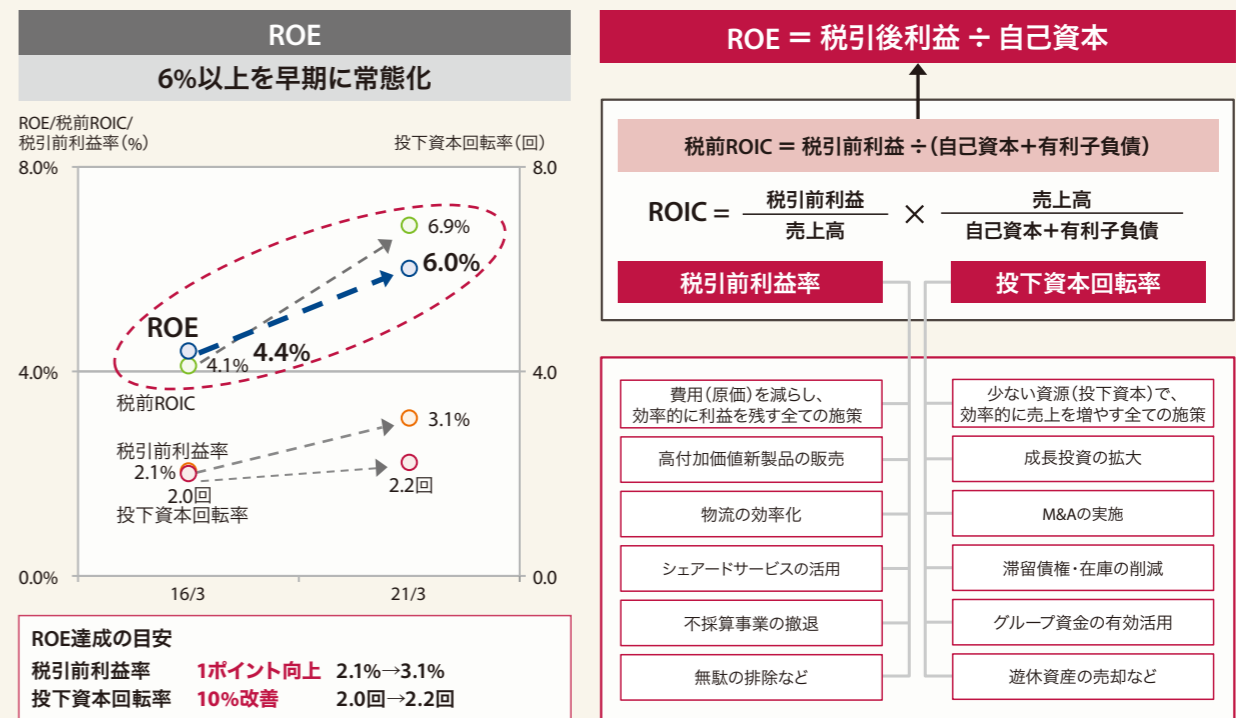 ROE
6%以上を早期に常態化
ROE/税前ROIC/
税引前利益率(%)
投下資本回転率(回)
8.0%
8.0
6.9%
6.0%
ROE
4.4%
4.1%
4.0%
4.0
税前ROIC
3.1%
税引前利益率
2.1%
2.0回
2.2回
投下資本回転率
0.0%
0.0
16/3
21/3
ROE達成の目安
税引前利益率 1ポイント向上 2.1%→3.1%
投下資本回転率 10%改善 2.0回→2.2回
ROE = 税引後利益 ÷ 自己資本
税前ROIC = 税引前利益 ÷(自己資本+有利子負債)
ROIC = 税引前利益 / 売上高 × 売上高 / 自己資本+有利子負債
税引前利益率
投下資本回転率
費用(原価)を減らし、
効率的に利益を残す全ての施策
高付加価値新製品の販売
物流の効率化
シェアードサービスの活用
不採算事業の撤退
無駄の排除など
少ない資源(投下資本)で、
効率的に売上を増やす全ての施策
成長投資の拡大
M&Aの実施
滞留債権・在庫の削減
グループ資金の有効活用
遊休資産の売却など